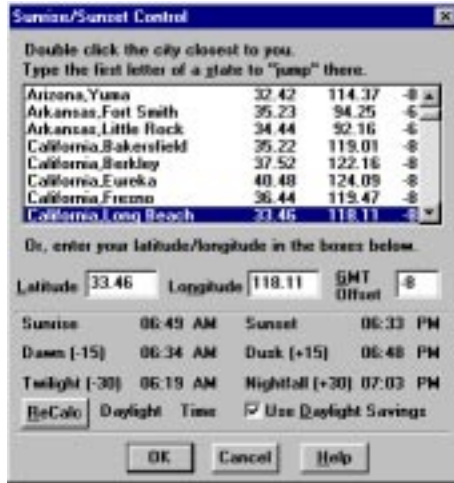 Sunrise/Sunset Control
Double click the city closest to you.
Type the first letter of a state to "jump" there.
Arizona,Yuma 32.42 114.37 -8
Arkansas,Fort Smith 35.23 94.25 -6
Arkansas,Little Rock 34.44 92.16 -6
California,Bakersfield 35.22 119.01 -8
California,Berkley 37.52 122.16 -8
California,Eureka 40.48 124.09 -8
California,Fresno 36.44 119.47 -8
California,Long Beach 33.46 118.11 -8
Or, enter your latitude/longitude in the boxes below.
Latitude 33.46 Longitude 118.11 GMT Offset -8
Sunrise 06:49 AM Sunset 06:33 PM
Dawn (-15) 06:34 AM Dusk (+15) 06:48 PM
Twilight (-30) 06:19 AM Nightfall (+30) 07:03 PM
ReCalc Daylight Time Use Daylight Savings
OK Cancel Help